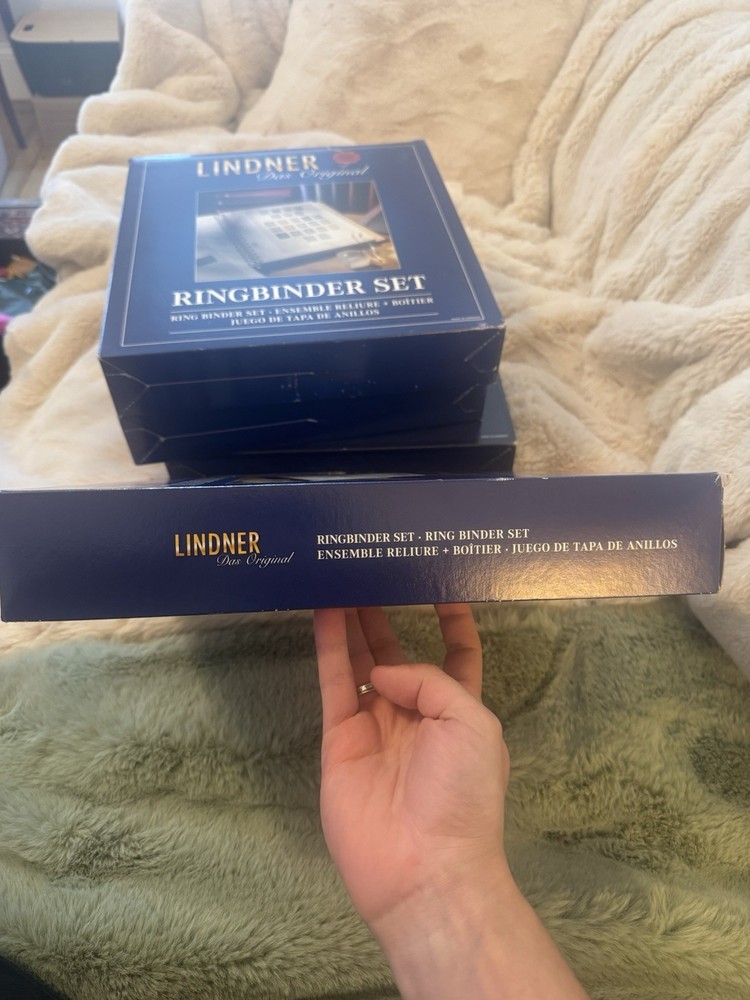 LINDNER
Das Original
RINGBINDER SET
RING BINDER SET · ENSEMBLE RELIURE + BOÎTIER
JUEGO DE TAPA DE ANILLOS
LINDNER
Das Original
RINGBINDER SET · RING BINDER SET
ENSEMBLE RELIURE + BOÎTIER · JUEGO DE TAPA DE ANILLOS